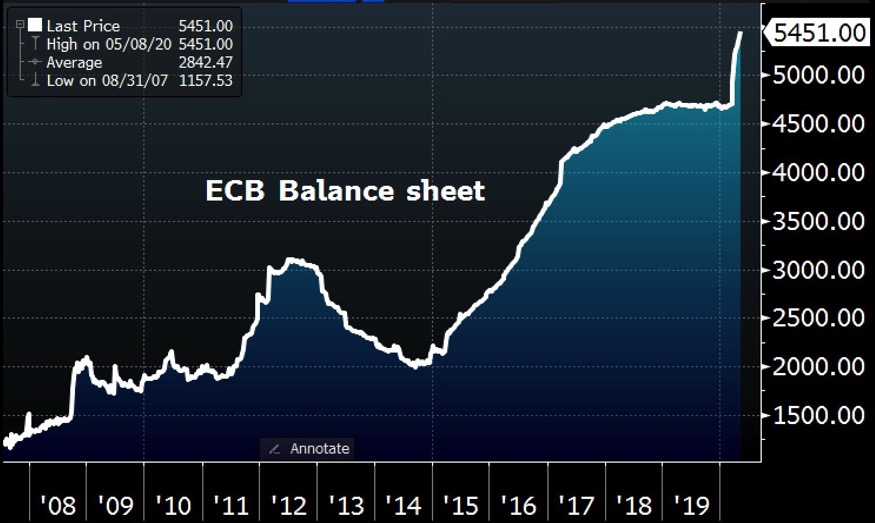 Last Price 5451.00
High on 05/08/20 5451.00
Average 2842.47
Low on 08/31/07 1157.53
5451.00
5000.00
4500.00
4000.00
ECB Balance sheet
3500.00
3000.00
2500.00
2000.00
1500.00
Annotate
'08 '09 '10 '11 '12 '13 '14 '15 '16 '17 '18 '19